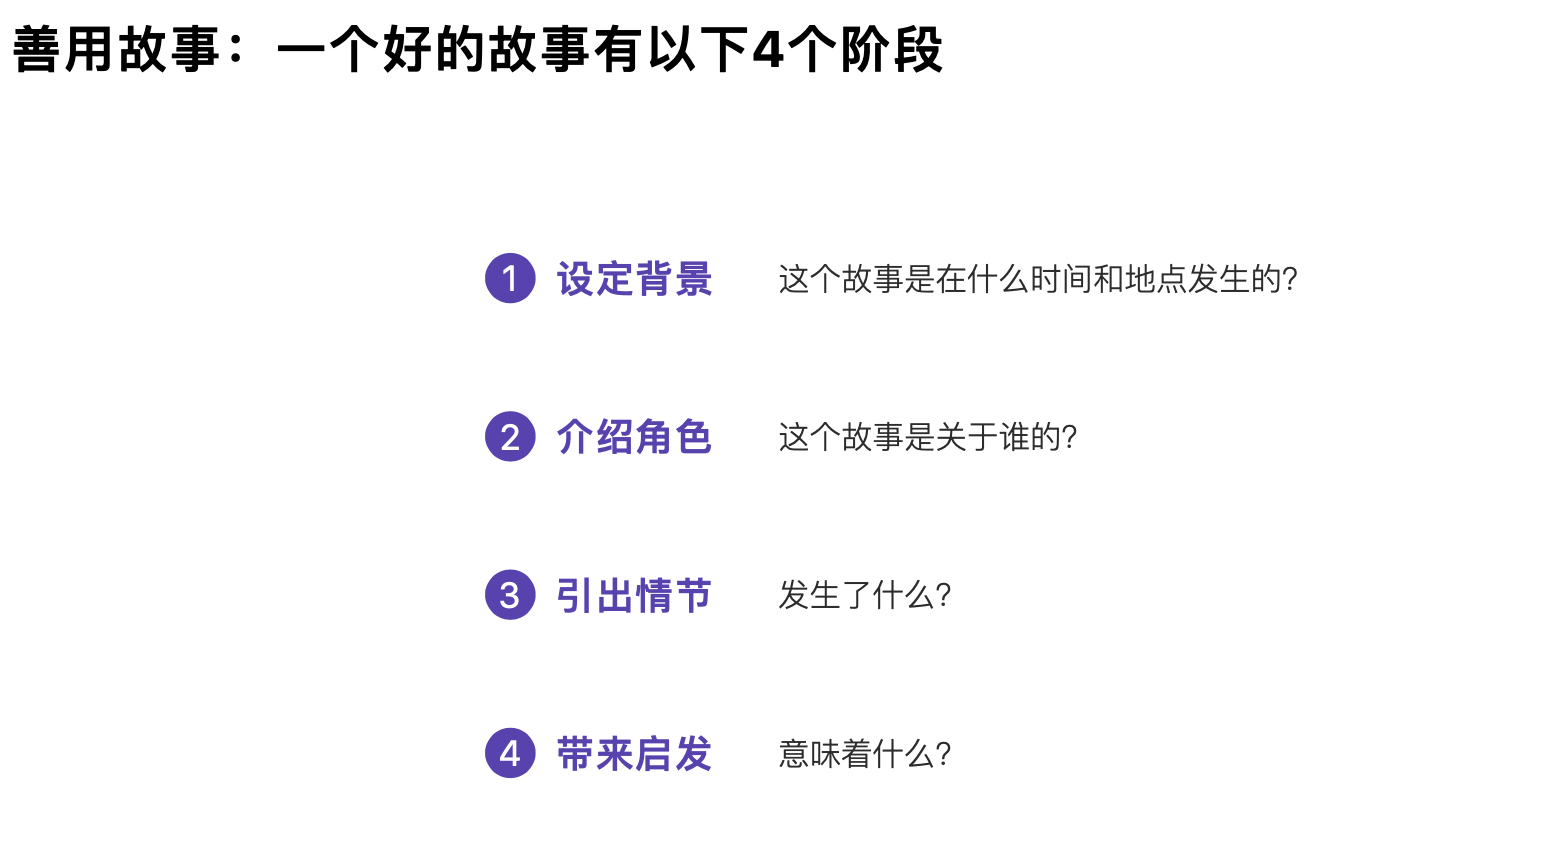 善用故事：一个好的故事有以下4个阶段
1 设定背景 这个故事是在什么时间和地点发生的?
2 介绍角色 这个故事是关于谁的?
3 引出情节 发生了什么?
4 带来启发 意味着什么?